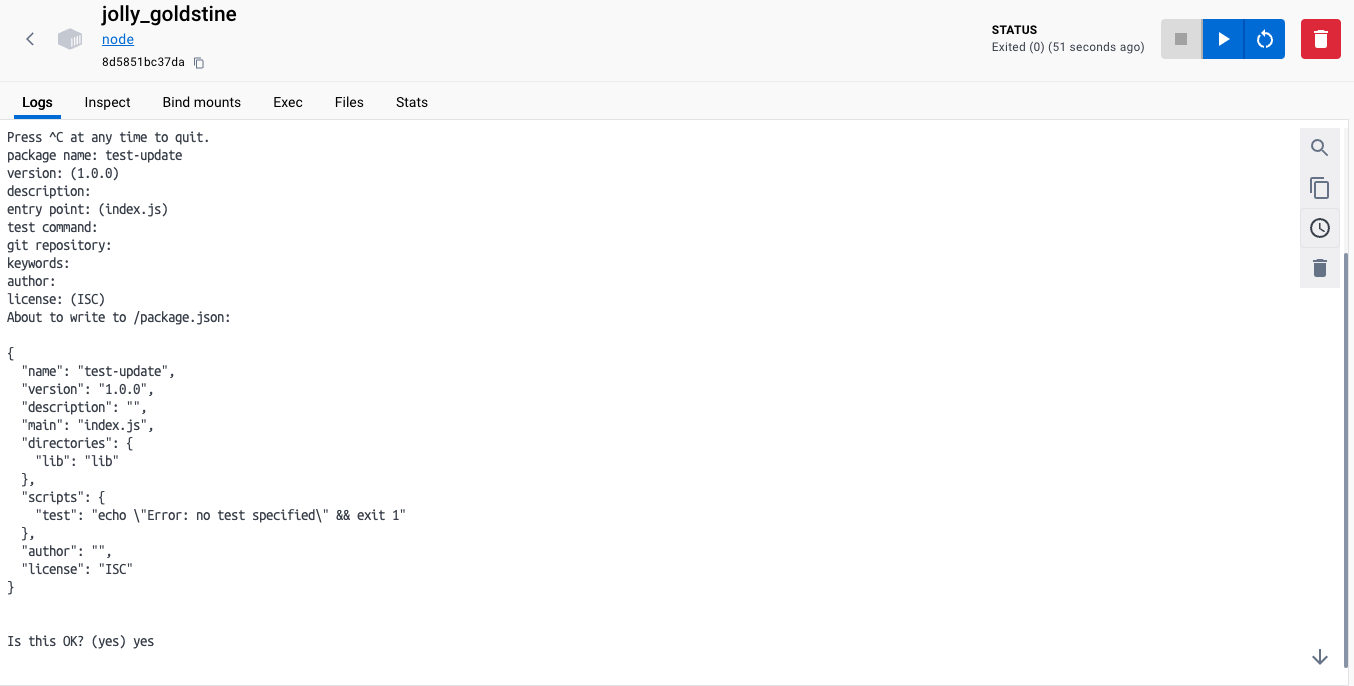 jolly_goldstine
node
8d5851bc37da
STATUS
Exited (0) (51 seconds ago)
Logs Inspect Bind mounts Exec Files Stats
Press ^C at any time to quit.
package name: test-update
version: (1.0.0)
description:
entry point: (index.js)
test command:
git repository:
keywords:
author:
license: (ISC)
About to write to /package.json:
{
  "name": "test-update",
  "version": "1.0.0",
  "description": "",
  "main": "index.js",
  "directories": {
    "lib": "lib"
  },
  "scripts": {
    "test": "echo \"Error: no test specified\" && exit 1"
  },
  "author": "",
  "license": "ISC"
}
Is this OK? (yes) yes